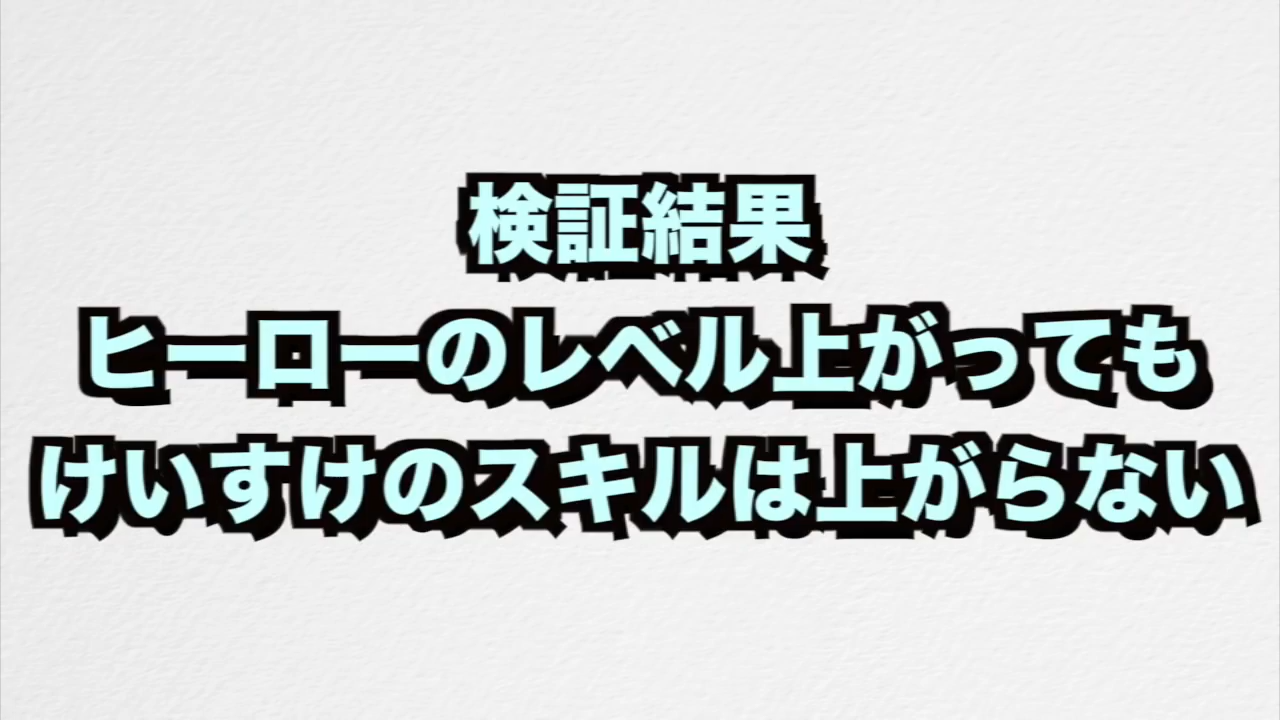 検証結果
ヒーローのレベル上がっても
けいすけのスキルは上がらない